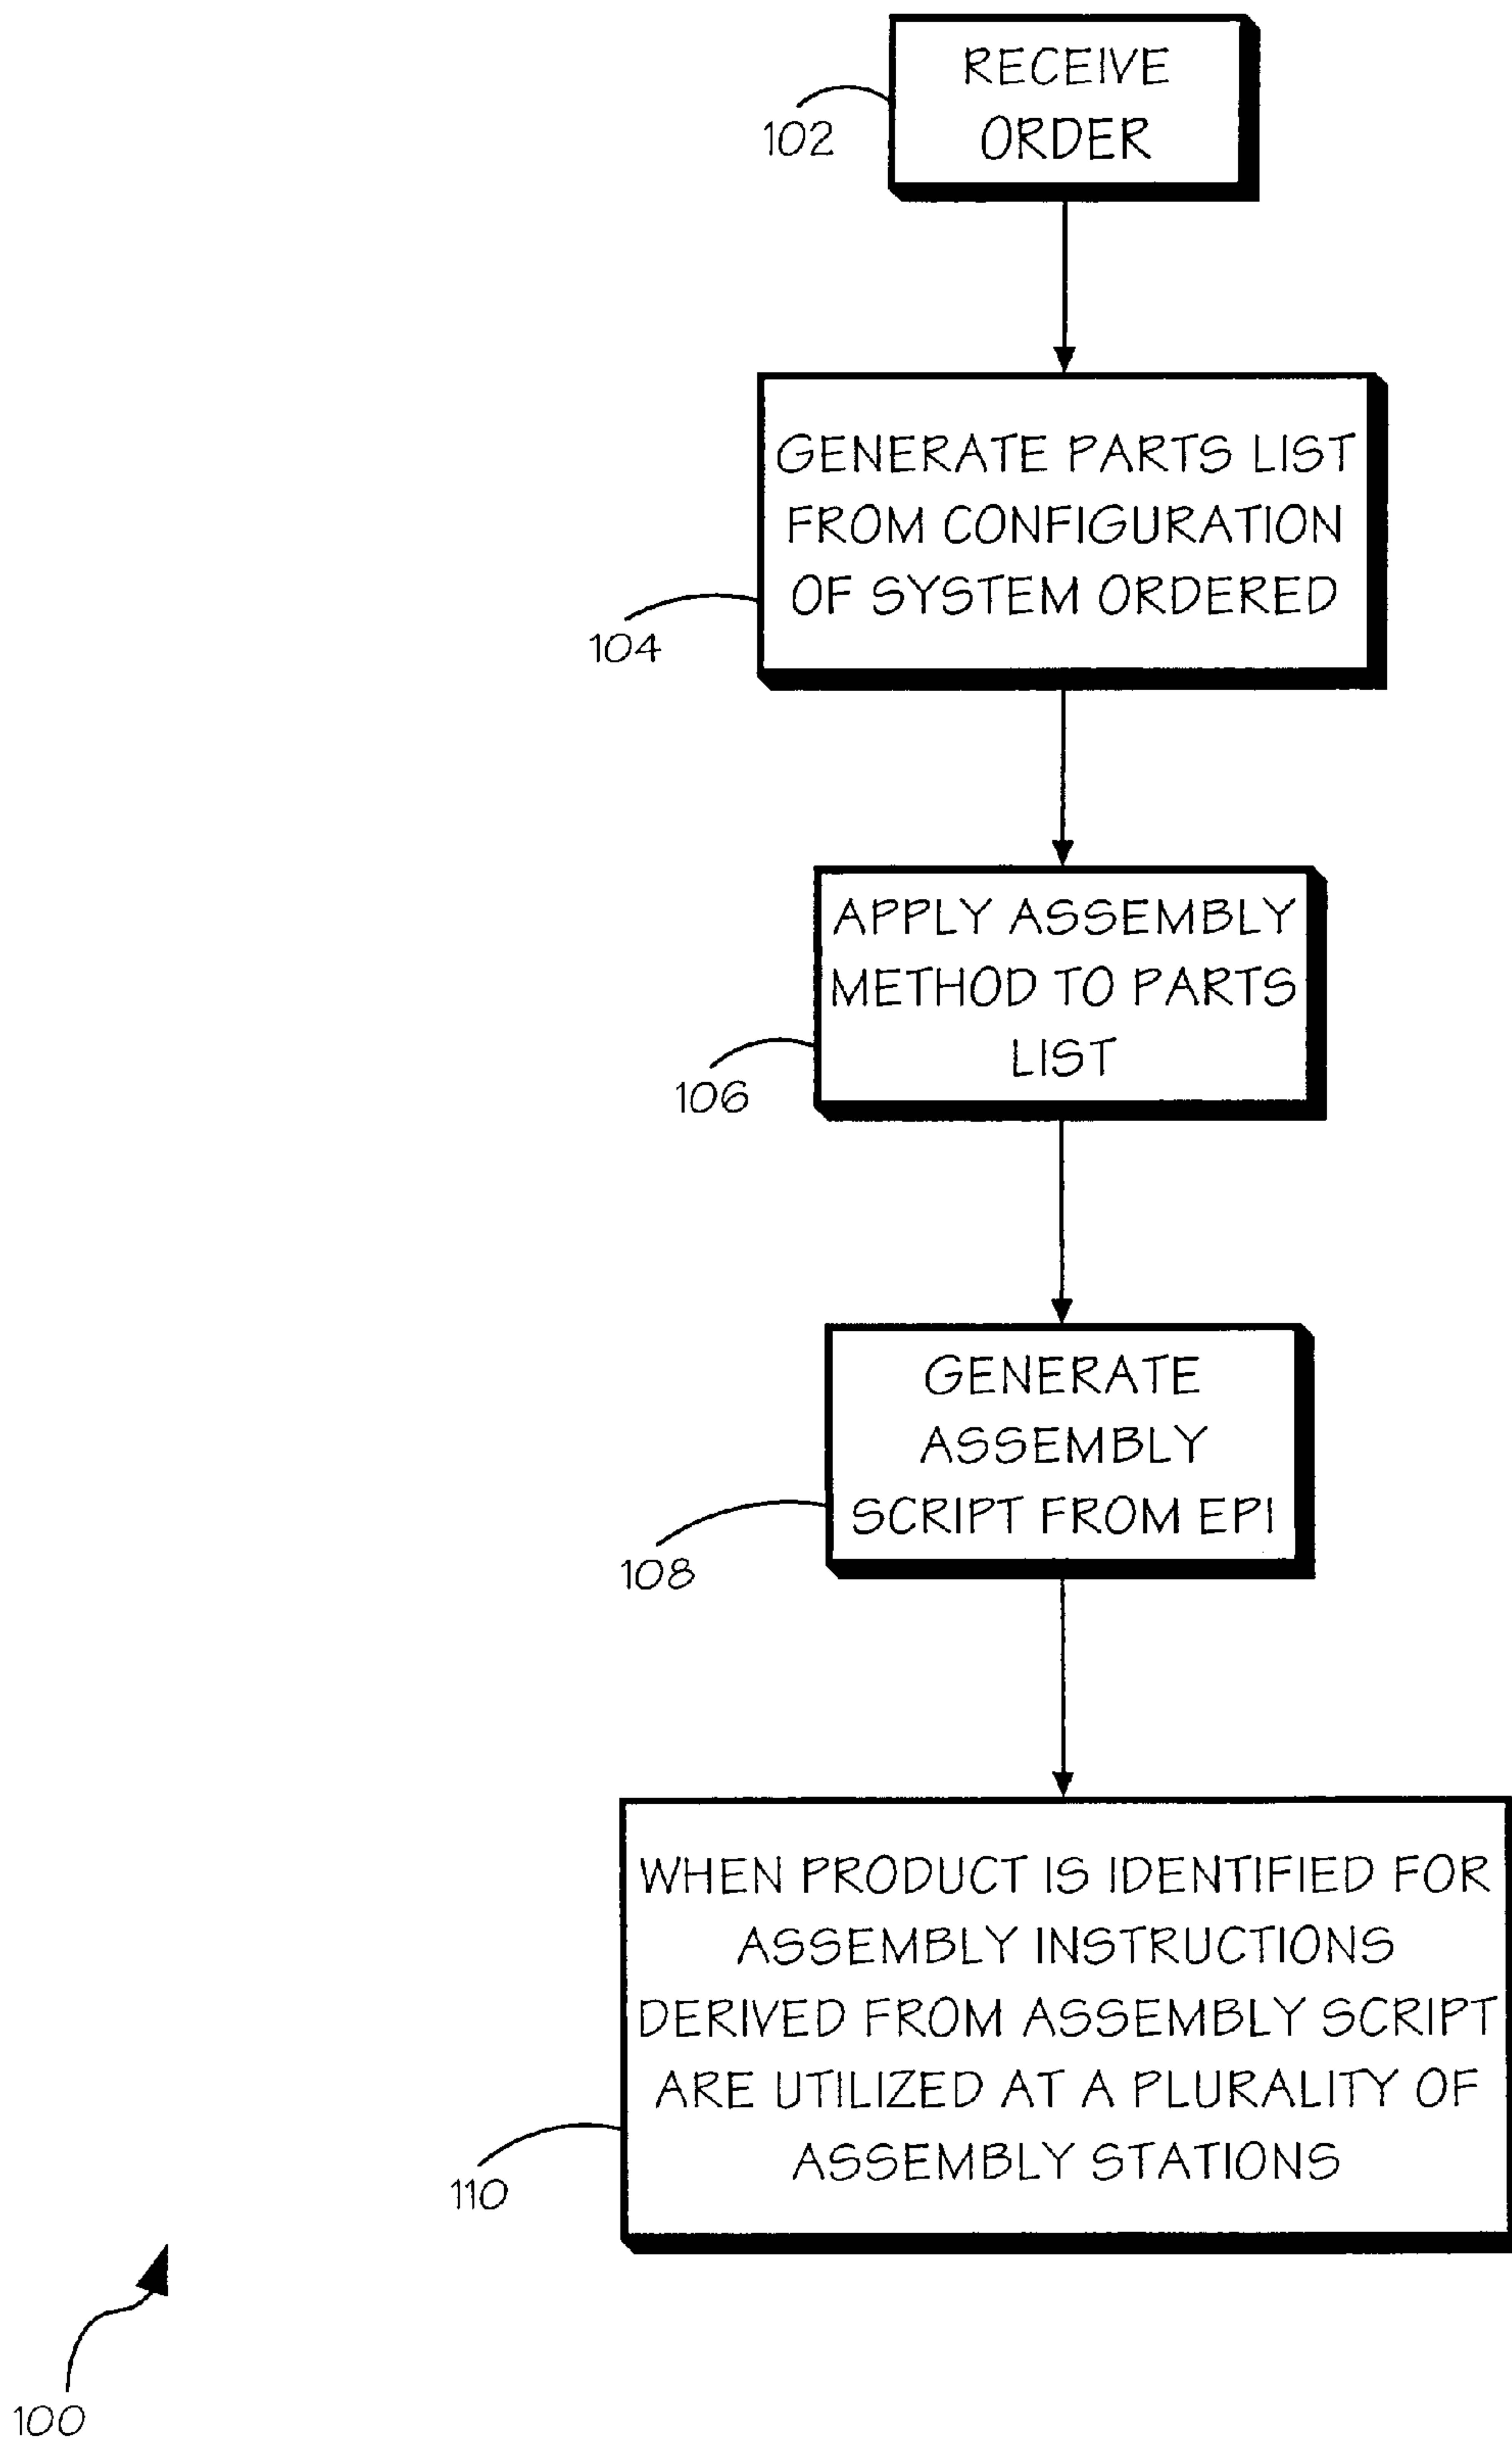 RECEIVE
ORDER
102
GENERATE PARTS LIST
FROM CONFIGURATION
OF SYSTEM ORDERED
104
APPLY ASSEMBLY
METHOD TO PARTS
LIST
106
GENERATE
ASSEMBLY
SCRIPT FROM EPI
108
WHEN PRODUCT IS IDENTIFIED FOR
ASSEMBLY INSTRUCTIONS
DERIVED FROM ASSEMBLY SCRIPT
ARE UTILIZED AT A PLURALITY OF
ASSEMBLY STATIONS
110
100